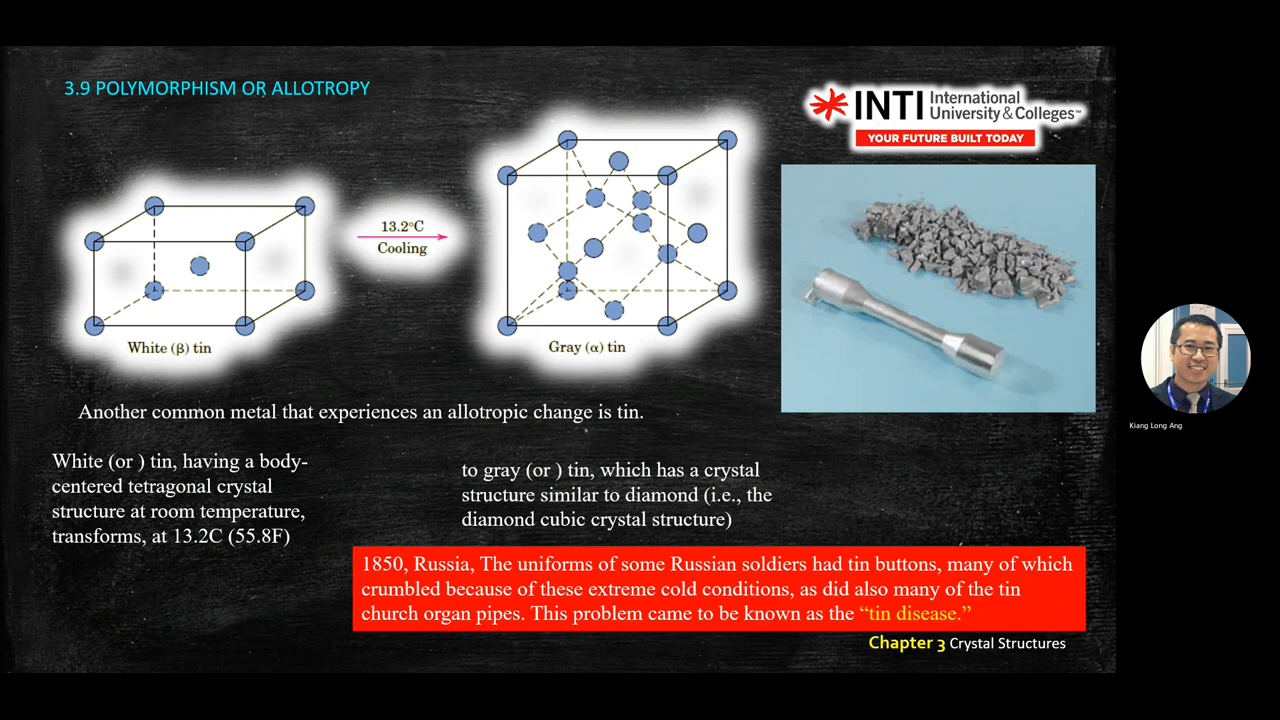 3.9 POLYMORPHISM OR ALLOTROPY
INTI International
University & Colleges™
YOUR FUTURE BUILT TODAY
13.2°C
Cooling
White (β) tin
Gray (α) tin
Another common metal that experiences an allotropic change is tin.
White (or ) tin, having a body-
centered tetragonal crystal
structure at room temperature,
transforms, at 13.2C (55.8F)
to gray (or ) tin, which has a crystal
structure similar to diamond (i.e., the
diamond cubic crystal structure)
1850, Russia, The uniforms of some Russian soldiers had tin buttons, many of which
crumbled because of these extreme cold conditions, as did also many of the tin
church organ pipes. This problem came to be known as the “tin disease.”
Chapter 3 Crystal Structures
Kiang Long Ang